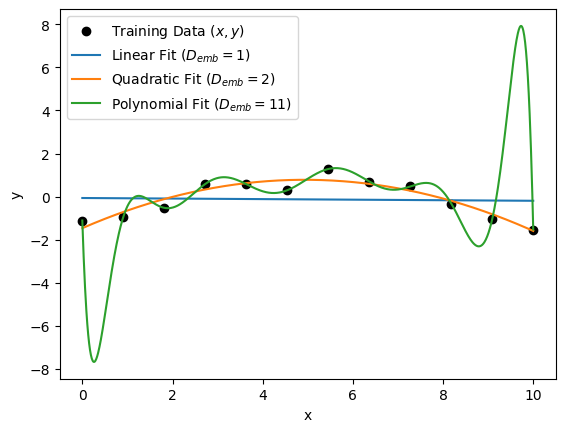 Training Data (x, y)
Linear Fit (D_emb = 1)
Quadratic Fit (D_emb = 2)
Polynomial Fit (D_emb = 11)
8
6
4
2
0
−2
−4
−6
−8
y
0 2 4 6 8 10
x